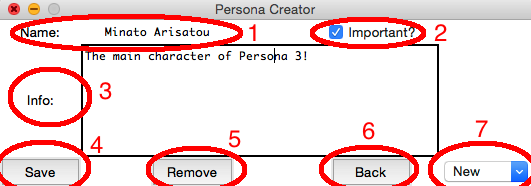 Persona Creator
Name: Minato Arisatou 1 Important? 2
The main character of Persona 3!
3
Info:
4 5 6 7
Save Remove Back New